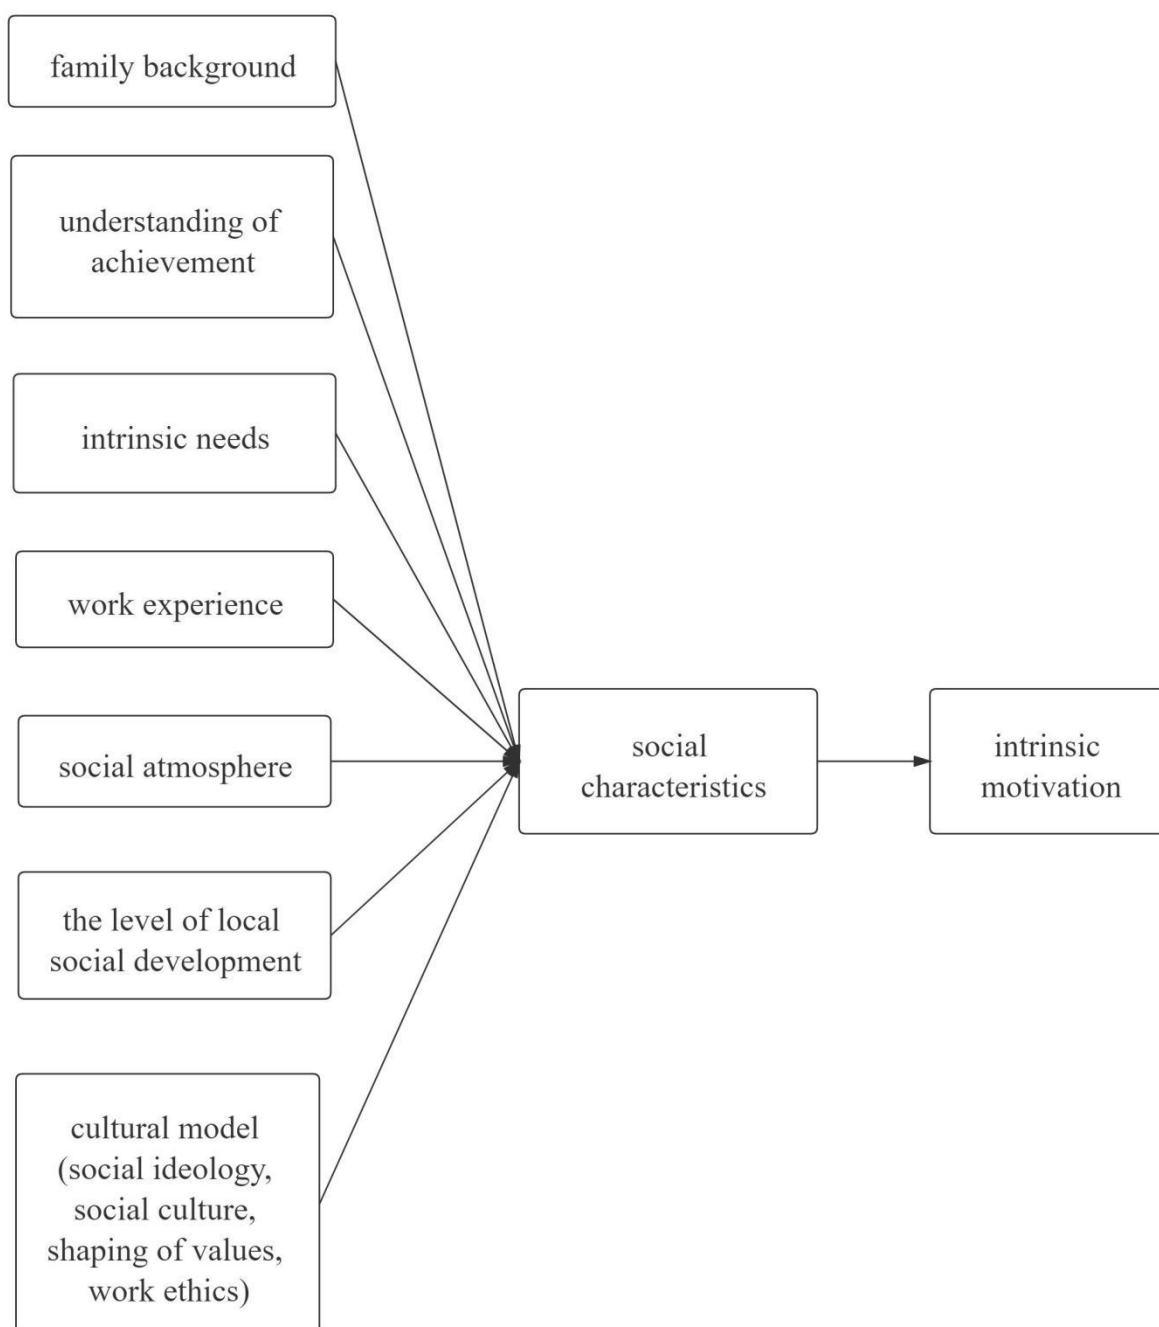 family background
understanding of
achievement
intrinsic needs
work experience
social atmosphere
social
characteristics
intrinsic
motivation
the level of local
social development
cultural model
(social ideology,
social culture,
shaping of values,
work ethics)